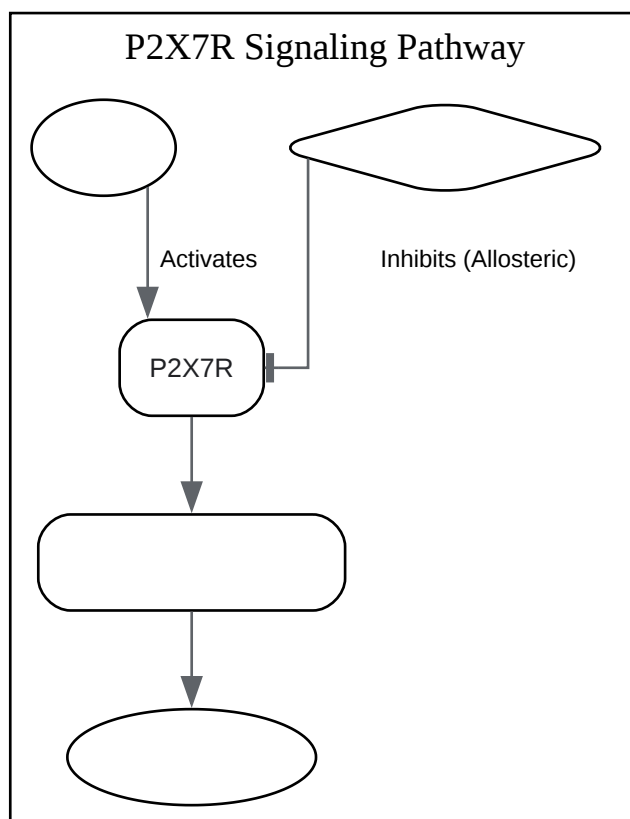 P2X7R Signaling Pathway
Activates
Inhibits (Allosteric)
P2X7R